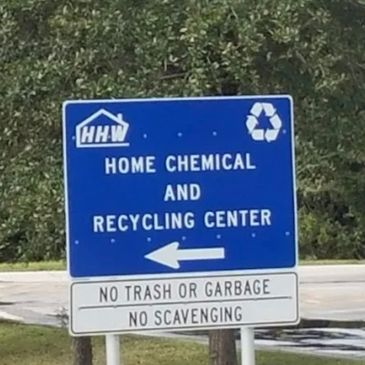 HHW
HOME CHEMICAL
AND
RECYCLING CENTER
NO TRASH OR GARBAGE
NO SCAVENGING